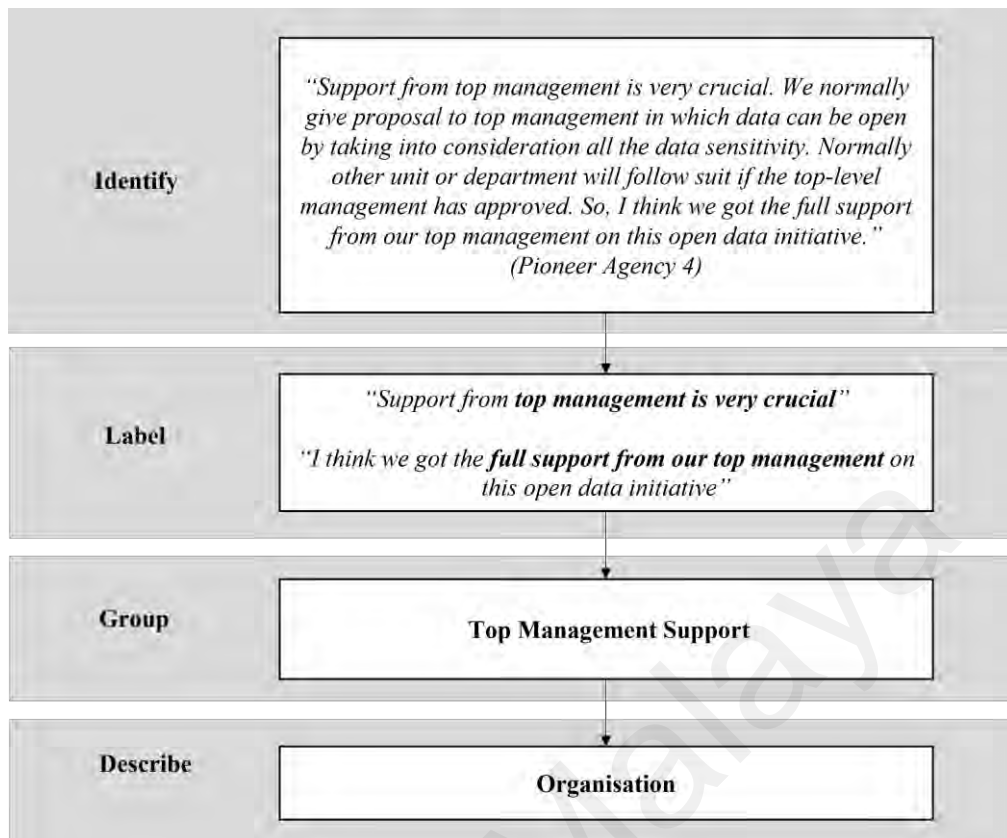 “Support from top management is very crucial. We normally
give proposal to top management in which data can be open
by taking into consideration all the data sensitivity. Normally
other unit or department will follow suit if the top-level
management has approved. So, I think we got the full support
from our top management on this open data initiative.”
(Pioneer Agency 4)
Identify
“Support from top management is very crucial”
Label
“I think we got the full support from our top management on
this open data initiative”
Group
Top Management Support
Describe
Organisation
Malaya